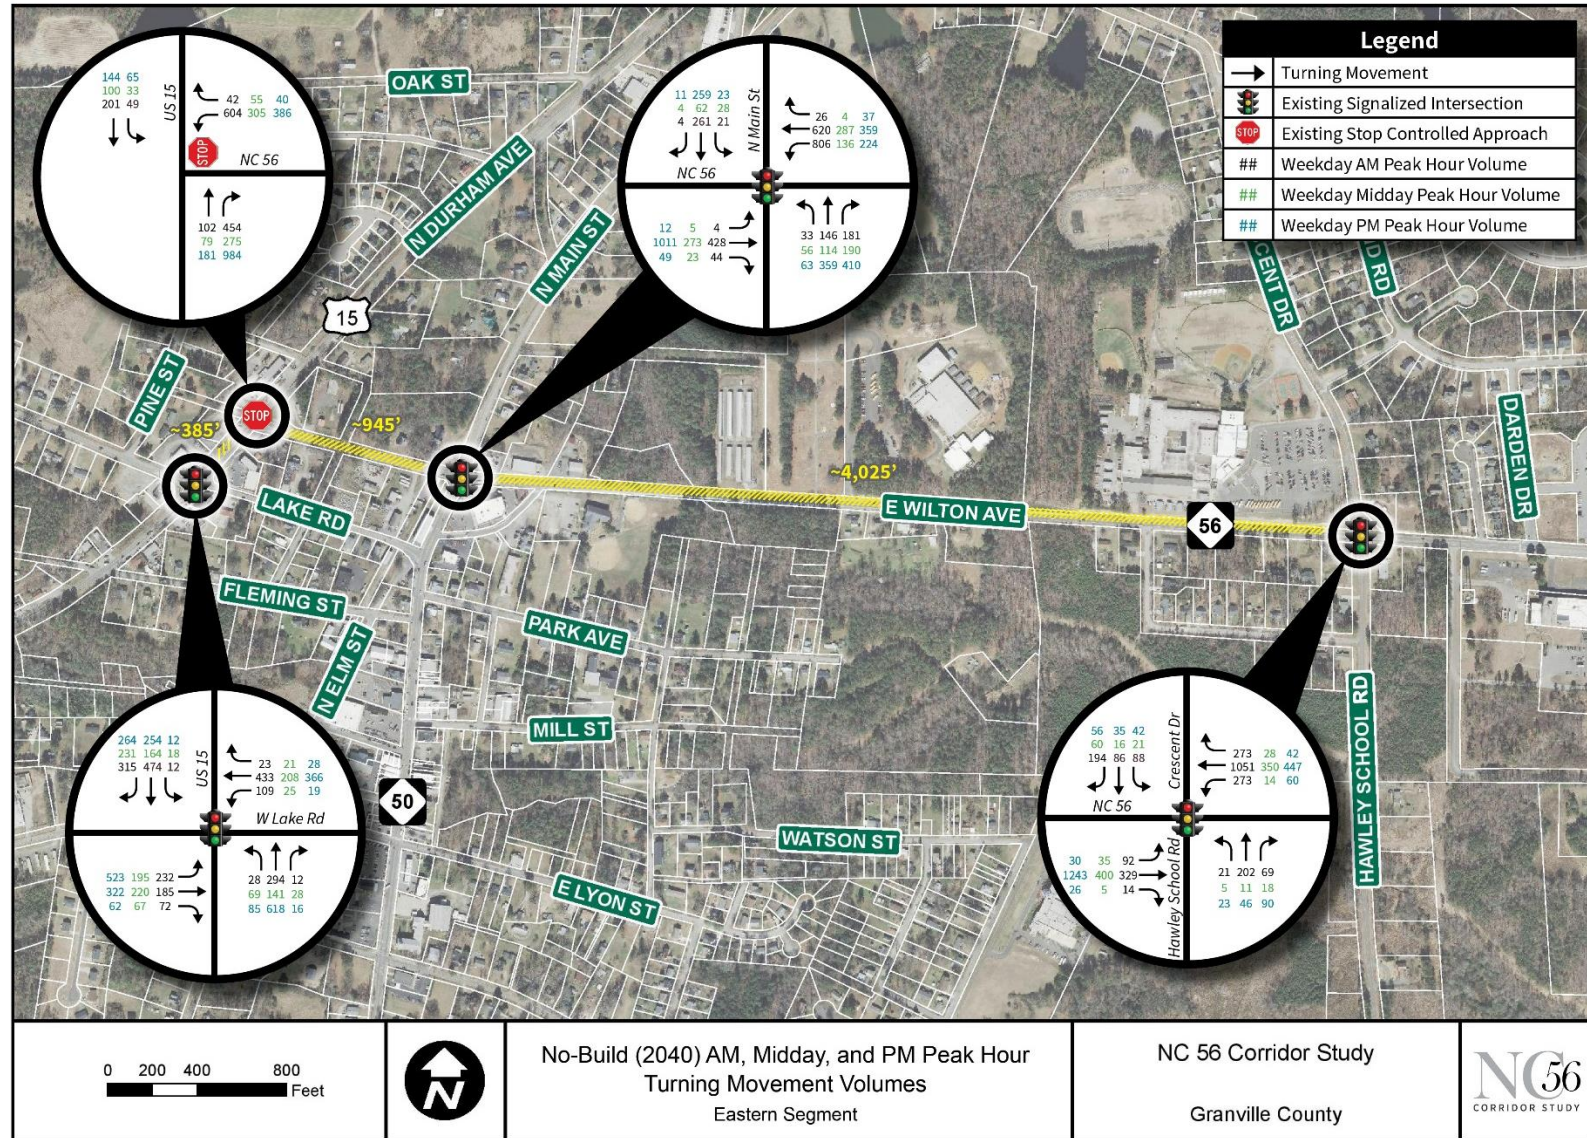 Legend
Turning Movement
Existing Signalized Intersection
STOP Existing Stop Controlled Approach
## Weekday AM Peak Hour Volume
## Weekday Midday Peak Hour Volume
## Weekday PM Peak Hour Volume
144 65
100 33
201 49
US 15
42 55 40
604 305 386
STOP
NC 56
102 454
79 275
181 984
11 259 23
4 62 28
4 261 21
N Main St
26 4 37
620 287 359
806 136 224
NC 56
12 5 4
1011 273 428
49 23 44
33 146 181
56 114 190
63 359 410
OAK ST
N DURHAM AVE
N MAIN ST
15
PINE ST
STOP
~385'
~945'
~4,025'
CENT DR
D RD
DARDEN DR
E WILTON AVE
56
LAKE RD
FLEMING ST
N ELM ST
PARK AVE
MILL ST
50
WATSON ST
E LYON ST
HAWLEY SCHOOL RD
264 254 12
231 164 18
315 474 12
US 15
23 21 28
433 208 366
109 25 19
W Lake Rd
523 195 232
322 220 185
62 67 72
28 294 12
69 141 28
85 618 16
56 35 42
60 16 21
194 86 88
Crescent Dr
273 28 42
1051 350 447
273 14 60
NC 56
30 35 92
1243 400 329
26 5 14
Hawley School Rd
21 202 69
5 11 18
23 46 90
0 200 400 800
Feet
N
No-Build (2040) AM, Midday, and PM Peak Hour
Turning Movement Volumes
Eastern Segment
NC 56 Corridor Study
Granville County
NC 56
CORRIDOR STUDY